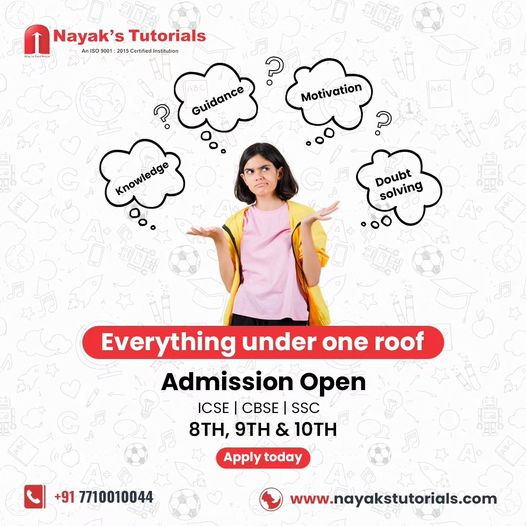 Nayak's Tutorials
An ISO 9001 : 2015 Certified Institution
Guidance
Motivation
Knowledge
Doubt
solving
Everything under one roof
Admission Open
ICSE | CBSE | SSC
8TH, 9TH & 10TH
Apply today
+91 7710010044
www.nayakstutorials.com